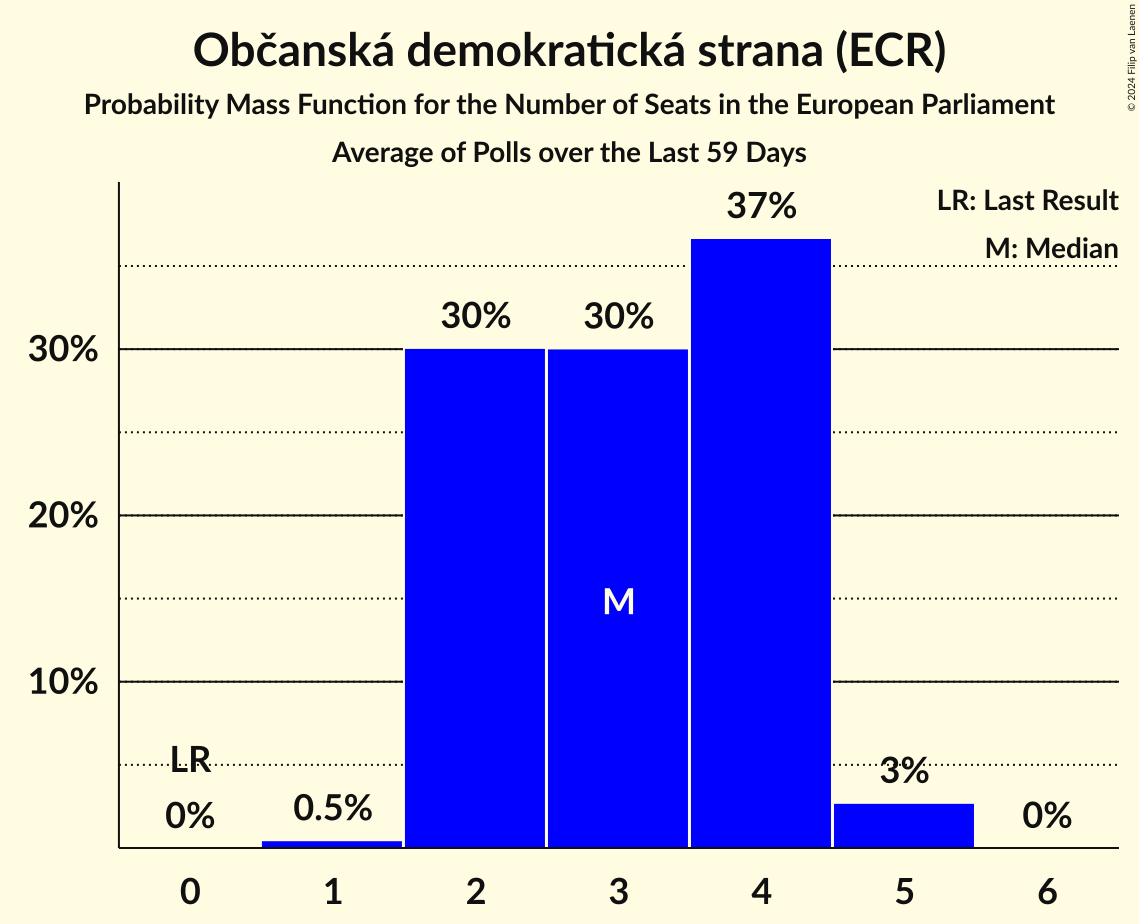 Občanská demokratická strana (ECR)
Probability Mass Function for the Number of Seats in the European Parliament
Average of Polls over the Last 59 Days
© 2024 Filip van Laenen
LR: Last Result
M: Median
37%
30% 30%
30%
20%
M
10%
LR
3%
0% 0.5% 0%
0 1 2 3 4 5 6